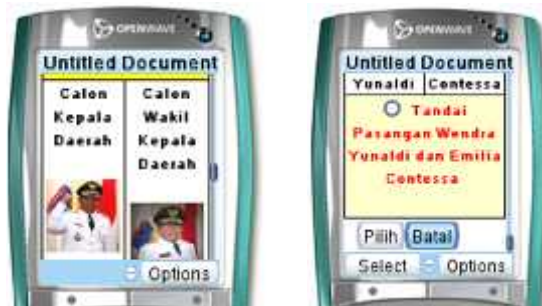 OPENWAVE
Untitled Document
Calon Calon
Kepala Wakil
Daerah Kepala
Daerah
Options
OPENWAVE
Untitled Document
Yunaldi Contessa
Tandai
Pasangan Wendra
Yunaldi dan Emilia
Contessa
Pilih Batal
Select Options